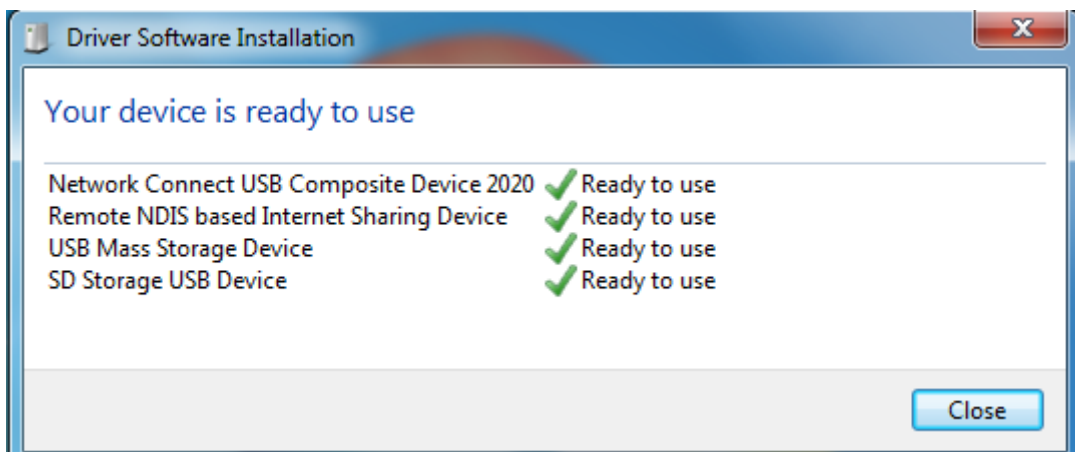 Driver Software Installation
Your device is ready to use
Network Connect USB Composite Device 2020 Ready to use
Remote NDIS based Internet Sharing Device Ready to use
USB Mass Storage Device Ready to use
SD Storage USB Device Ready to use
Close